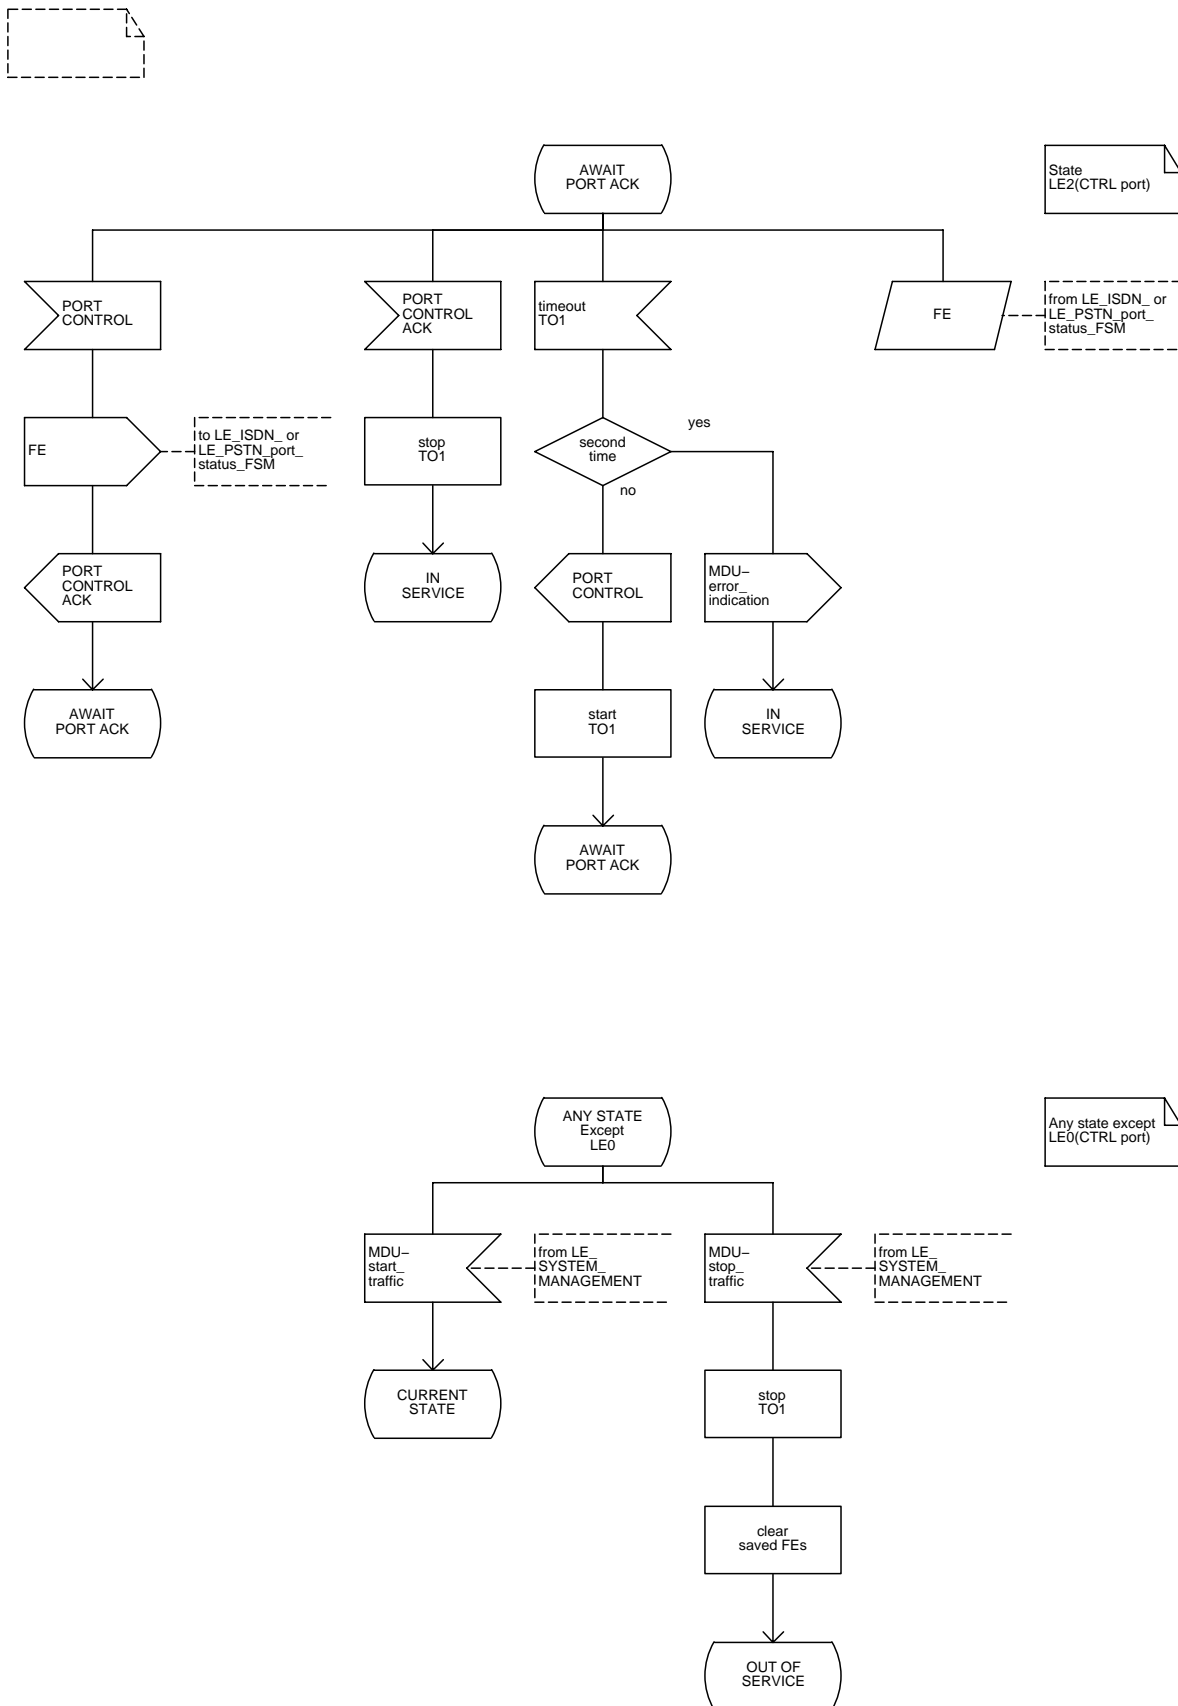 AWAIT
PORT ACK
State
LE2(CTRL port)
PORT
CONTROL
PORT
CONTROL
ACK
timeout
TO1
FE
from LE_ISDN_ or
LE_PSTN_port_
status_FSM
FE
to LE_ISDN_ or
LE_PSTN_port_
status_FSM
stop
TO1
second
time
yes
no
PORT
CONTROL
ACK
IN
SERVICE
PORT
CONTROL
MDU–
error_
indication
AWAIT
PORT ACK
start
TO1
IN
SERVICE
AWAIT
PORT ACK
ANY STATE
Except
LE0
Any state except
LE0(CTRL port)
MDU–
start_
traffic
from LE_
SYSTEM_
MANAGEMENT
MDU–
stop_
traffic
from LE_
SYSTEM_
MANAGEMENT
CURRENT
STATE
stop
TO1
clear
saved FEs
OUT OF
SERVICE